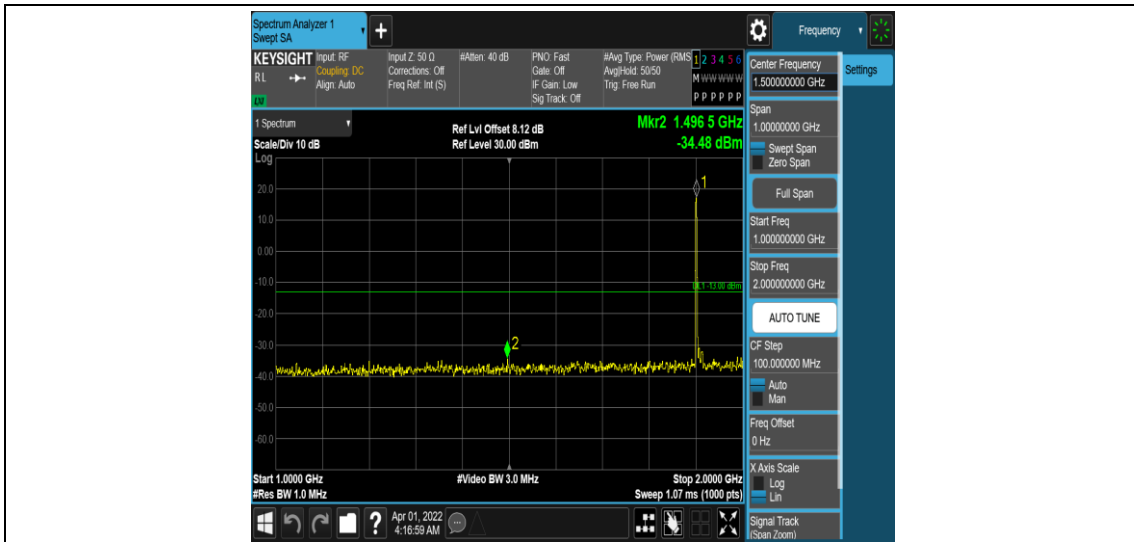 Spectrum Analyzer 1
Swept SA
Frequency
KEYSIGHT
RL
Input: RF
Coupling: DC
Align: Auto
Input Z: 50 Ω
Corrections: Off
Freq Ref: Int (S)
#Atten: 40 dB
PNO: Fast
Gate: Off
IF Gain: Low
Sig Track: Off
#Avg Type: Power (RMS
Avg|Hold: 50/50
Trig: Free Run
1 2 3 4 5 6
M W W W W W
P P P P P P
Center Frequency
1.500000000 GHz
Settings
Span
1.00000000 GHz
Swept Span
Zero Span
Full Span
Start Freq
1.000000000 GHz
Stop Freq
2.000000000 GHz
AUTO TUNE
CF Step
100.000000 MHz
Auto
Man
Freq Offset
0 Hz
X Axis Scale
Log
Lin
Signal Track
(Span Zoom)
1 Spectrum
Scale/Div 10 dB
Log
Ref Lvl Offset 8.12 dB
Ref Level 30.00 dBm
Mkr2 1.496 5 GHz
-34.48 dBm
1
20.0
10.0
0.00
-10.0
DL1 -13.00 dBm
-20.0
-30.0
2
-40.0
-50.0
-60.0
Start 1.0000 GHz
#Res BW 1.0 MHz
#Video BW 3.0 MHz
Stop 2.0000 GHz
Sweep 1.07 ms (1000 pts)
?
Apr 01, 2022
4:16:59 AM